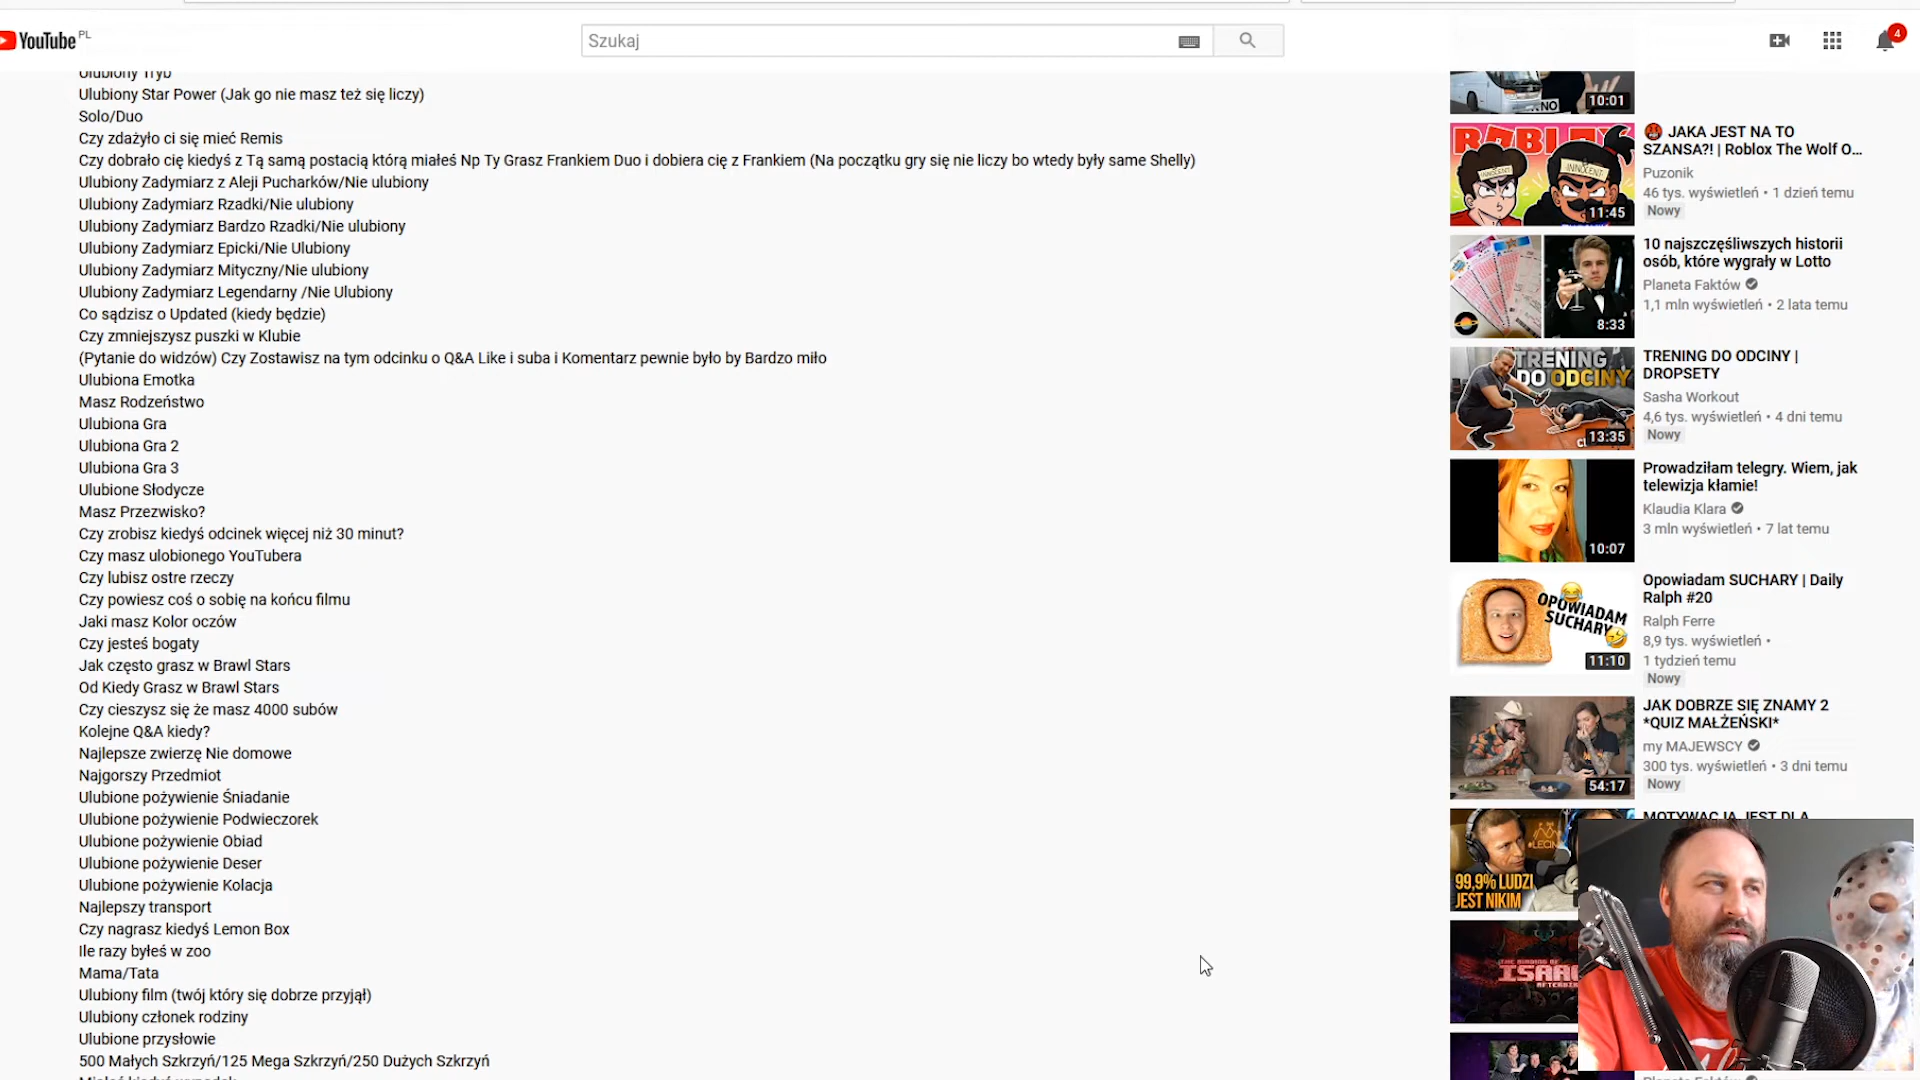 YouTube PL
Szukaj
4
Ulubiony Tryb
Ulubiony Star Power (Jak go nie masz też się liczy)
Solo/Duo
Czy zdażyło ci się mieć Remis
Czy dobrało cię kiedyś z Tą samą postacią którą miałeś Np Ty Grasz Frankiem Duo i dobiera cię z Frankiem (Na początku gry się nie liczy bo wtedy były same Shelly)
Ulubiony Zadymiarz z Aleji Pucharków/Nie ulubiony
Ulubiony Zadymiarz Rzadki/Nie ulubiony
Ulubiony Zadymiarz Bardzo Rzadki/Nie ulubiony
Ulubiony Zadymiarz Epicki/Nie Ulubiony
Ulubiony Zadymiarz Mityczny/Nie ulubiony
Ulubiony Zadymiarz Legendarny /Nie Ulubiony
Co sądzisz o Updated (kiedy będzie)
Czy zmniejszysz puszki w Klubie
(Pytanie do widzów) Czy Zostawisz na tym odcinku o Q&A Like i suba i Komentarz pewnie było by Bardzo miło
Ulubiona Emotka
Masz Rodzeństwo
Ulubiona Gra
Ulubiona Gra 2
Ulubiona Gra 3
Ulubione Słodycze
Masz Przezwisko?
Czy zrobisz kiedyś odcinek więcej niż 30 minut?
Czy masz ulobionego YouTubera
Czy lubisz ostre rzeczy
Czy powiesz coś o sobię na końcu filmu
Jaki masz Kolor oczów
Czy jesteś bogaty
Jak często grasz w Brawl Stars
Od Kiedy Grasz w Brawl Stars
Czy cieszysz się że masz 4000 subów
Kolejne Q&A kiedy?
Najlepsze zwierzę Nie domowe
Najgorszy Przedmiot
Ulubione pożywienie Śniadanie
Ulubione pożywienie Podwieczorek
Ulubione pożywienie Obiad
Ulubione pożywienie Deser
Ulubione pożywienie Kolacja
Najlepszy transport
Czy nagrasz kiedyś Lemon Box
Ile razy byłeś w zoo
Mama/Tata
Ulubiony film (twój który się dobrze przyjął)
Ulubiony członek rodziny
Ulubione przysłowie
500 Małych Szkrzyń/125 Mega Szkrzyń/250 Dużych Szkrzyń
NO
10:01
INNOCENT
INNOCENT
11:45
JAKA JEST NA TO
SZANSA?! | Roblox The Wolf O...
Puzonik
46 tys. wyświetleń • 1 dzień temu
Nowy
8:33
10 najszczęśliwszych historii
osób, które wygrały w Lotto
Planeta Faktów
1,1 mln wyświetleń • 2 lata temu
TRENING
DO ODCINY
13:35
TRENING DO ODCINY |
DROPSETY
Sasha Workout
4,6 tys. wyświetleń • 4 dni temu
Nowy
10:07
Prowadziłam telegry. Wiem, jak
telewizja kłamie!
Klaudia Klara
3 mln wyświetleń • 7 lat temu
OPOWIADAM
SUCHARY
11:10
Opowiadam SUCHARY | Daily
Ralph #20
Ralph Ferre
8,9 tys. wyświetleń •
1 tydzień temu
Nowy
54:17
JAK DOBRZE SIĘ ZNAMY 2
*QUIZ MAŁŻEŃSKI*
my MAJEWSCY
300 tys. wyświetleń • 3 dni temu
Nowy
99,9% LUDZI
JEST NIKIM
MOTYWACJA JEST DLA
THE BINDING OF
Planeta Faktów